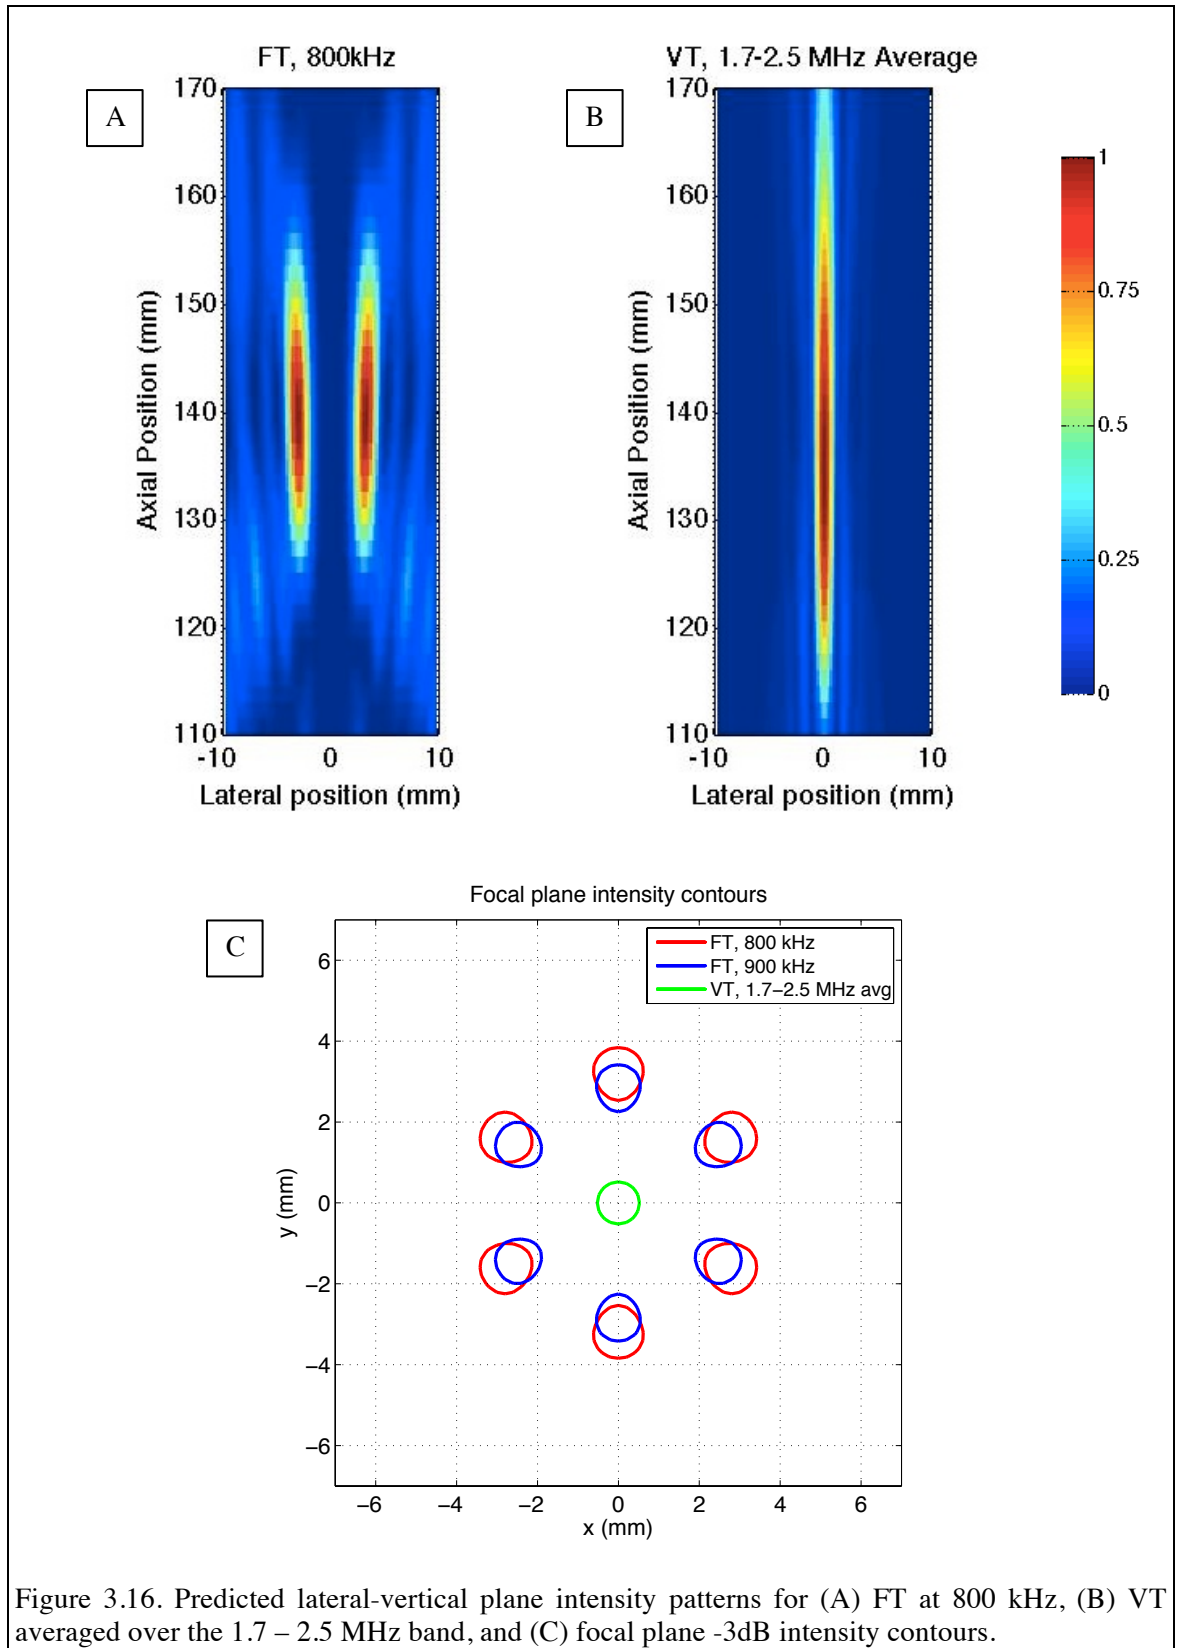 FT, 800kHz
A
170
160
150
140
130
120
110
Axial Position (mm)
-10 0 10
Lateral position (mm)
VT, 1.7-2.5 MHz Average
B
170
160
150
140
130
120
110
Axial Position (mm)
-10 0 10
Lateral position (mm)
1
0.75
0.5
0.25
0
Focal plane intensity contours
C
FT, 800 kHz
FT, 900 kHz
VT, 1.7−2.5 MHz avg
6
4
2
0
−2
−4
−6
y (mm)
−6 −4 −2 0 2 4 6
x (mm)
Figure 3.16. Predicted lateral-vertical plane intensity patterns for (A) FT at 800 kHz, (B) VT
averaged over the 1.7 – 2.5 MHz band, and (C) focal plane -3dB intensity contours.